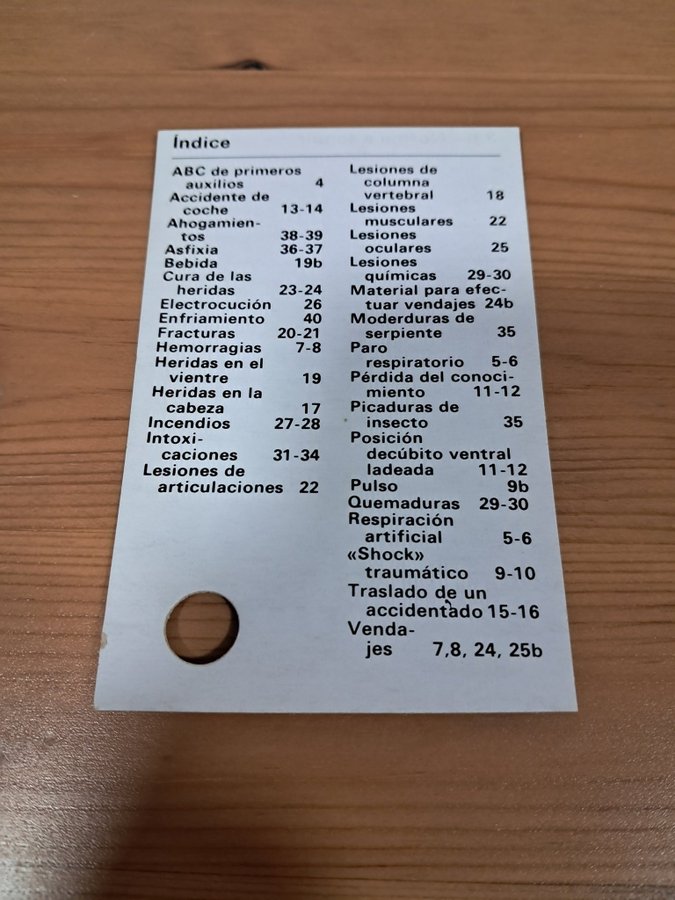 Índice
ABC de primeros
auxilios 4
Accidente de
coche 13-14
Ahogamien-
tos 38-39
Asfixia 36-37
Bebida 19b
Cura de las
heridas 23-24
Electrocución 26
Enfriamiento 40
Fracturas 20-21
Hemorragias 7-8
Heridas en el
vientre 19
Heridas en la
cabeza 17
Incendios 27-28
Intoxi-
caciones 31-34
Lesiones de
articulaciones 22
Lesiones de
columna
vertebral 18
Lesiones
musculares 22
Lesiones
oculares 25
Lesiones
químicas 29-30
Material para efec-
tuar vendajes 24b
Moderduras de
serpiente 35
Paro
respiratorio 5-6
Pérdida del conoci-
miento 11-12
Picaduras de
insecto 35
Posición
decúbito ventral
ladeada 11-12
Pulso 9b
Quemaduras 29-30
Respiración
artificial 5-6
«Shock»
traumático 9-10
Traslado de un
accidentado 15-16
Venda-
jes 7,8, 24, 25b